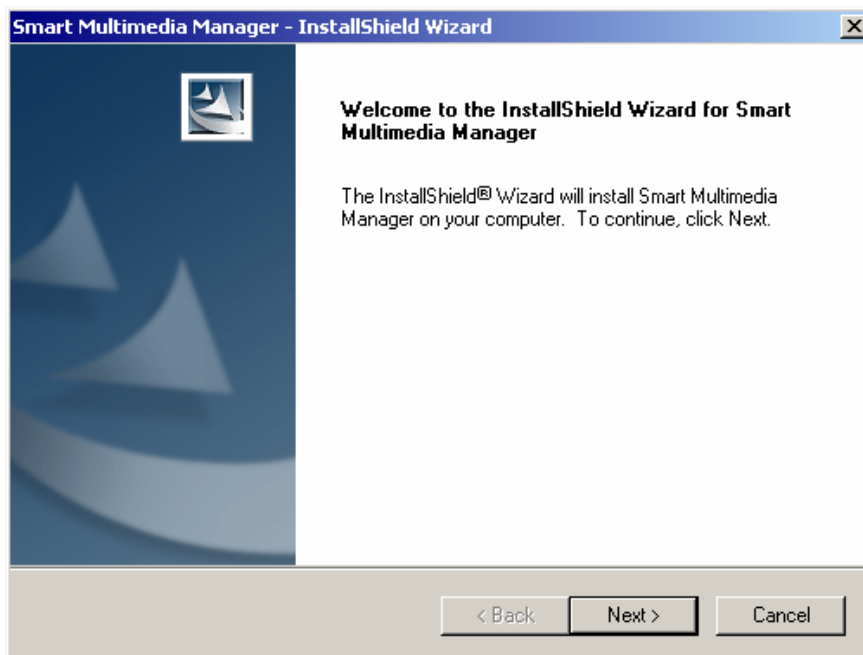 Smart Multimedia Manager - InstallShield Wizard
Welcome to the InstallShield Wizard for Smart
Multimedia Manager
The InstallShield® Wizard will install Smart Multimedia
Manager on your computer.  To continue, click Next.
< Back
Next >
Cancel